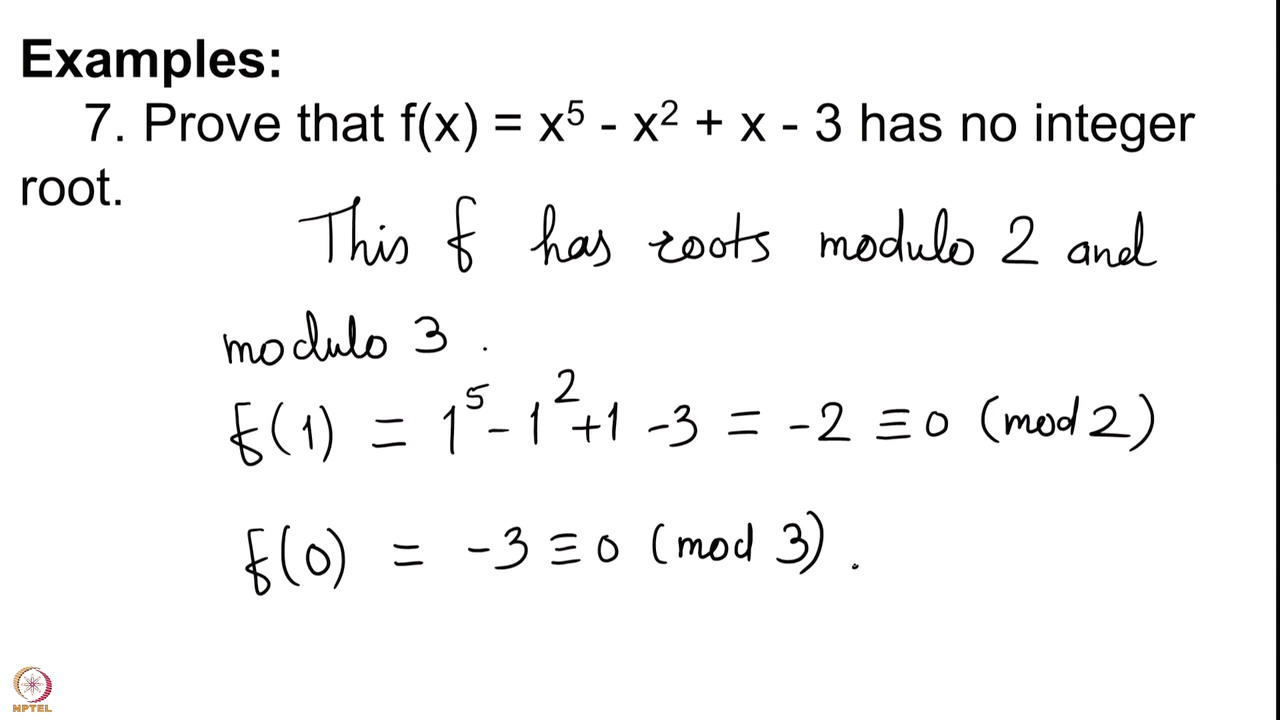 Examples:
7. Prove that f(x) = x⁵ - x² + x - 3 has no integer
root.
This f has roots modulo 2 and
modulo 3 .
f(1) = 1⁵ - 1² + 1 - 3 = -2 ≡ 0 (mod 2)
f(0) = -3 ≡ 0 (mod 3) .
NPTEL